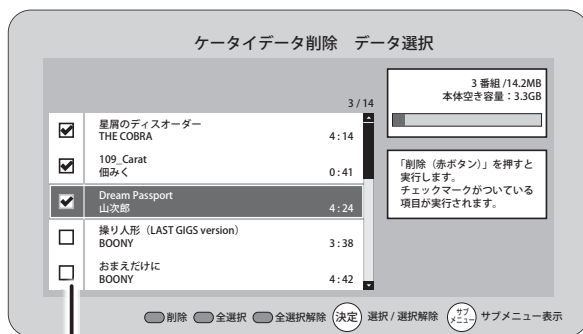 ケータイデータ削除　データ選択
3 番組 /14.2MB
本体空き容量：3.3GB
3 / 14
星屑のディスオーダー
THE COBRA 4 : 14
109_Carat
佃みく 0 : 41
Dream Passport
山次郎 4 : 24
操り人形（LAST GIGS version）
BOONY 3 : 38
おまえだけに
BOONY 4 : 42
「削除（赤ボタン）」を押すと
実行します。
チェックマークがついている
項目が実行されます。
削除 全選択 全選択解除 決定 選択 / 選択解除 サブメニュー サブメニュー表示